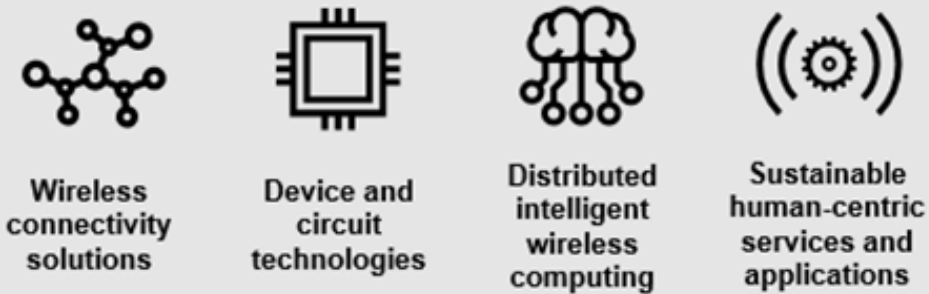 Wireless
connectivity
solutions
Device and
circuit
technologies
Distributed
intelligent
wireless
computing
Sustainable
human-centric
services and
applications